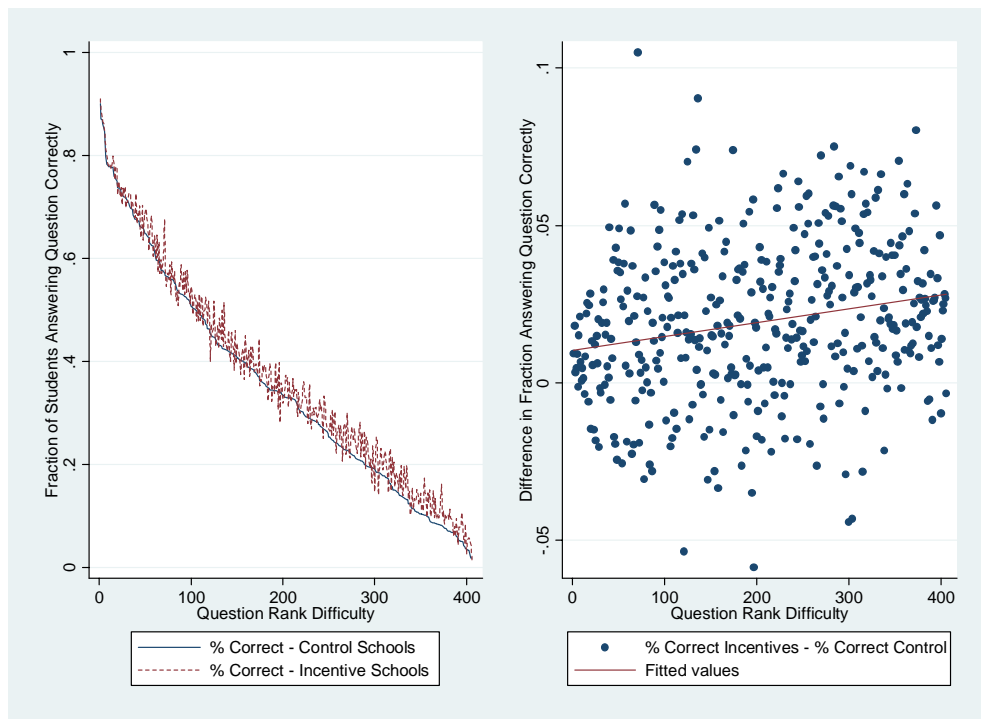 Fraction of Students Answering Question Correctly
1
.8
.6
.4
.2
0
0 100 200 300 400
Question Rank Difficulty
% Correct - Control Schools
% Correct - Incentive Schools
Difference in Fraction Answering Question Correctly
.1
.05
0
-.05
0 100 200 300 400
Question Rank Difficulty
% Correct Incentives - % Correct Control
Fitted values